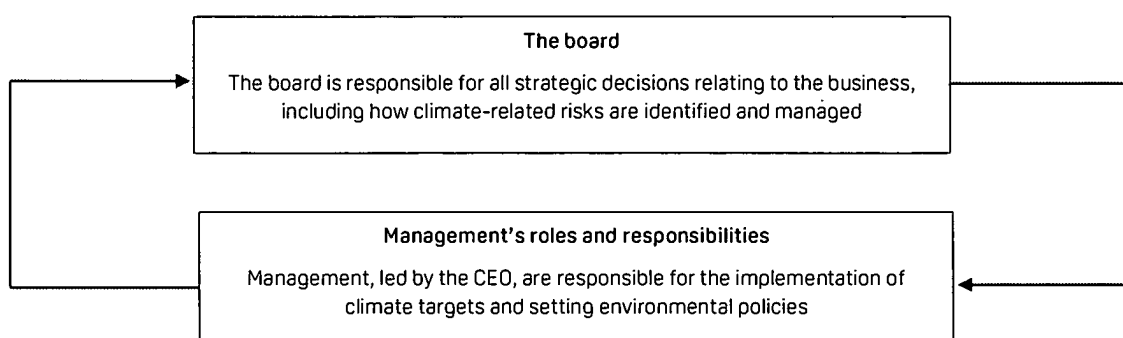 The board
The board is responsible for all strategic decisions relating to the business,
including how climate-related risks are identified and managed
Management's roles and responsibilities
Management, led by the CEO, are responsible for the implementation of
climate targets and setting environmental policies